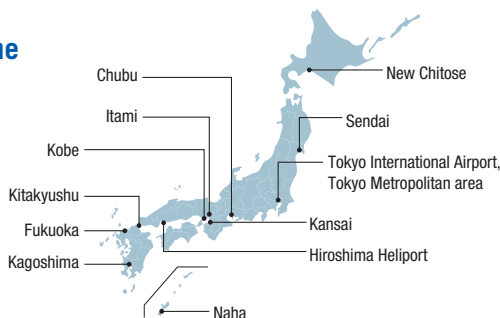 ne
Chubu
New Chitose
Itami
Sendai
Kobe
Tokyo International Airport,
Tokyo Metropolitan area
Kitakyushu
Kansai
Fukuoka
Hiroshima Heliport
Kagoshima
Naha